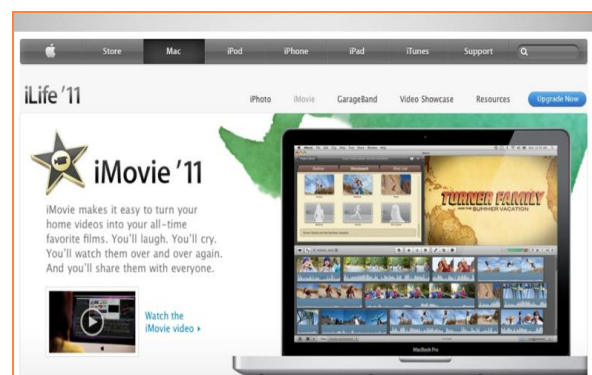 Store Mac iPod iPhone iPad iTunes Support
iLife '11
iPhoto iMovie GarageBand Video Showcase Resources Upgrade Now
iMovie '11
iMovie makes it easy to turn your
home videos into your all-time
favorite films. You'll laugh. You'll cry.
You'll watch them over and over again.
And you'll share them with everyone.
Watch the
iMovie video
TURNER FAMILY
AND THE SUMMER VACATION
MacBook Pro